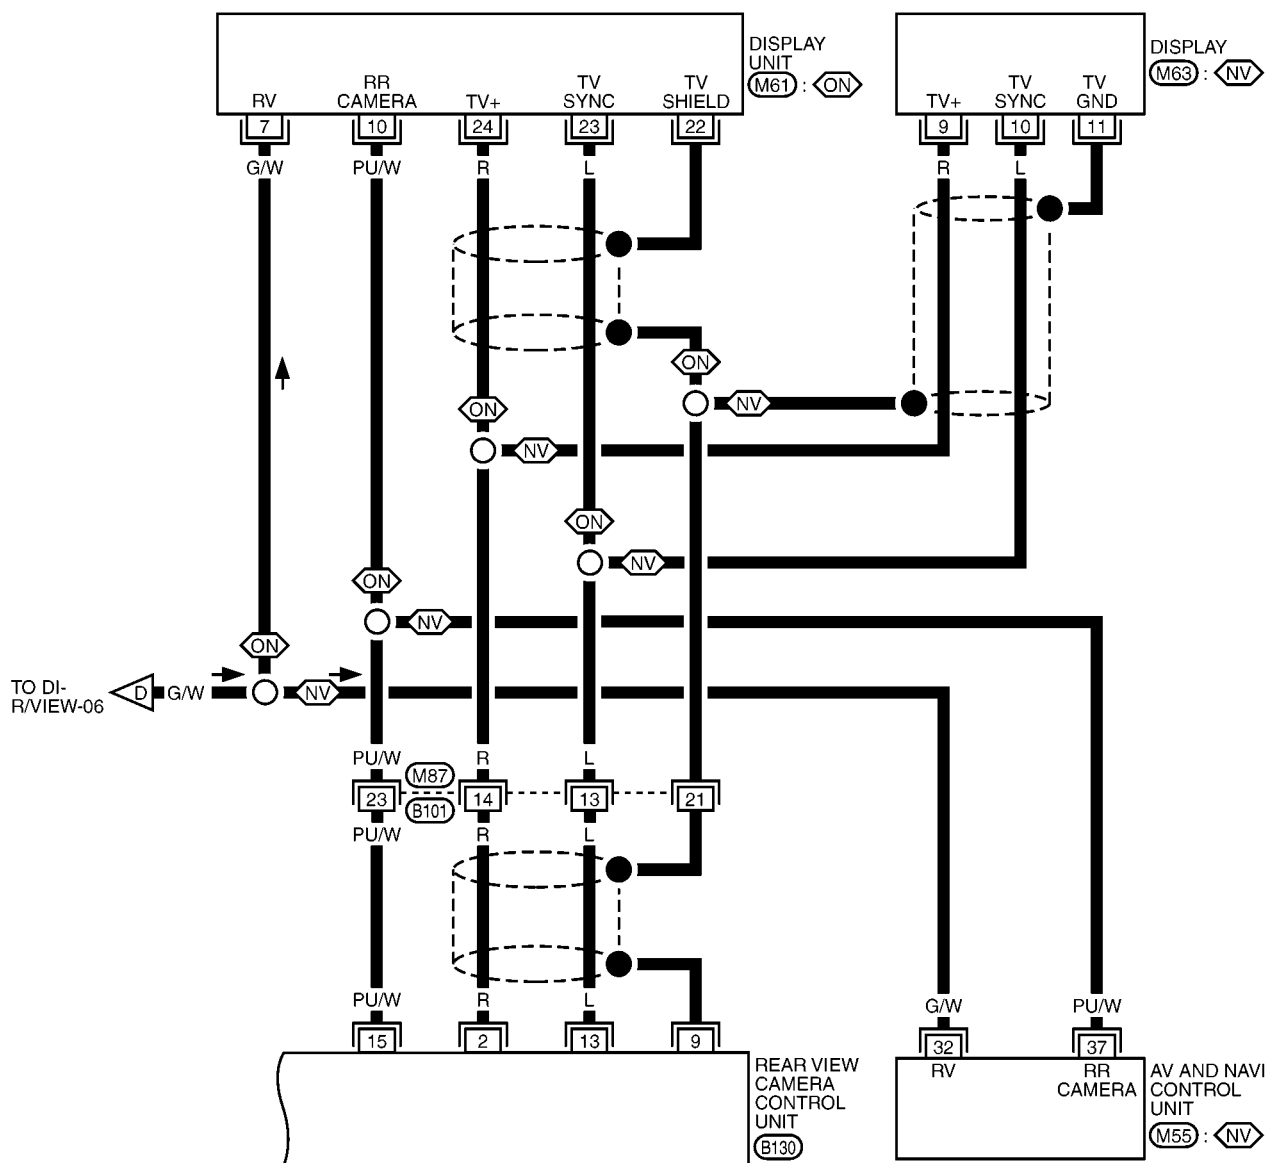 DISPLAY
UNIT
M61 : ON
DISPLAY
M63 : NV
RV
RR
CAMERA
TV+
TV
SYNC
TV
SHIELD
TV+
TV
SYNC
TV
GND
7
10
24
23
22
9
10
11
G/W
PU/W
R
L
R
L
ON
NV
ON
NV
ON
NV
ON
NV
ON
NV
TO DI-
R/VIEW-06
D
G/W
PU/W
R
L
M87
23
14
13
21
B101
PU/W
R
L
PU/W
R
L
G/W
PU/W
15
2
13
9
32
37
RV
RR
CAMERA
REAR VIEW
CAMERA
CONTROL
UNIT
B130
AV AND NAVI
CONTROL
UNIT
M55 : NV